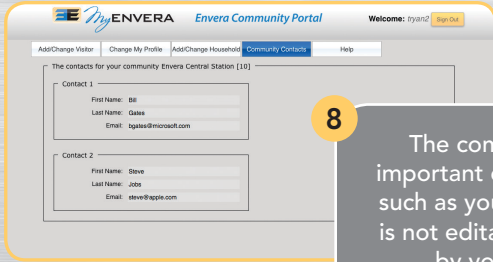 MyENVERA Envera Community Portal Welcome: tryan2 Sign Out
Add/Change Visitor Change My Profile Add/Change Household Community Contacts Help
The contacts for your community Envera Central Station [10]
Contact 1
First Name: Bill
Last Name: Gates
Email: bgates@microsoft.com
Contact 2
First Name: Steve
Last Name: Jobs
Email: steve@apple.com
8
The com
important
such as you
is not edita
by yo